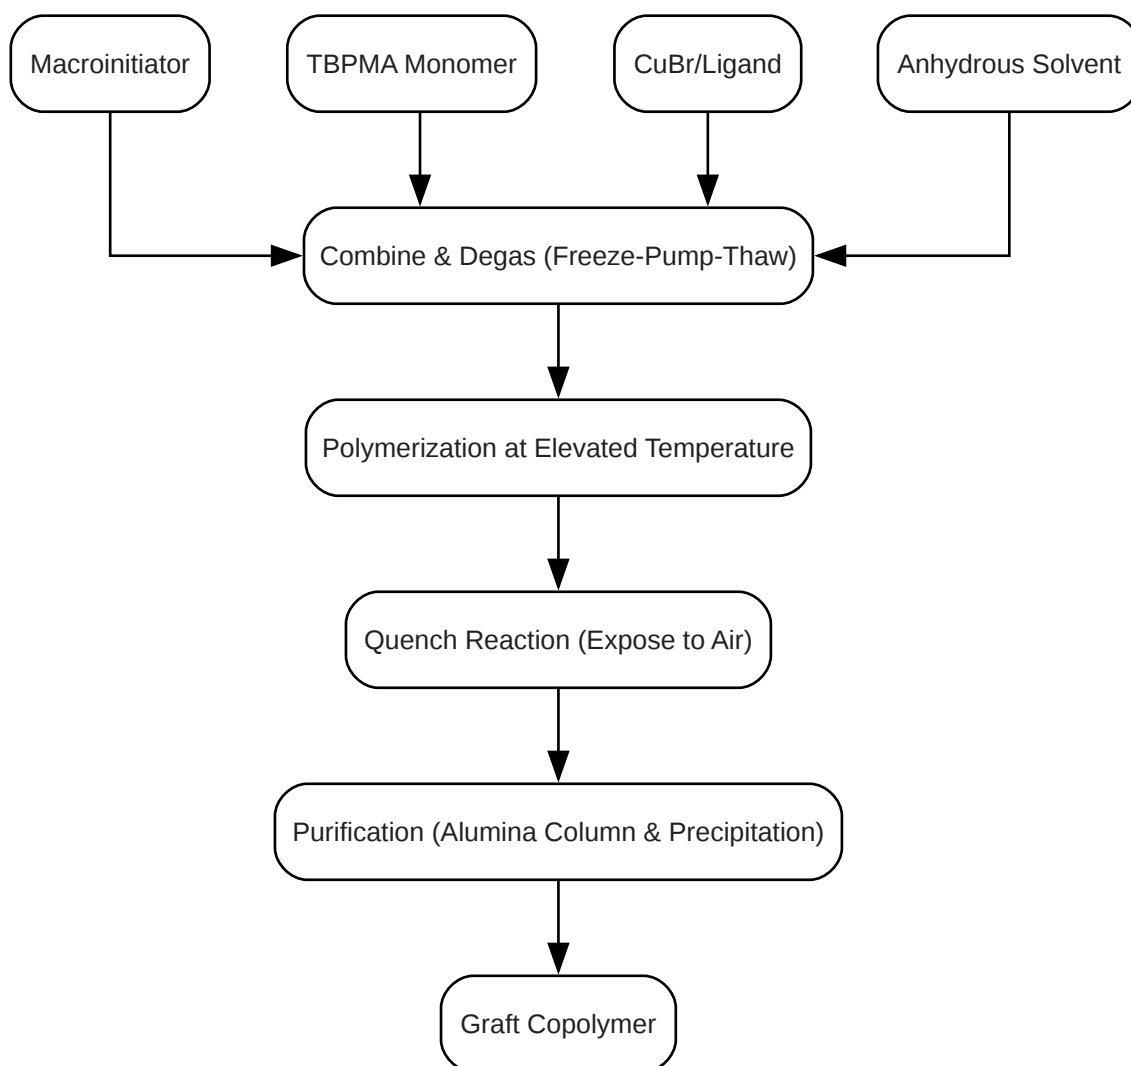 Macroinitiator
TBPMA Monomer
CuBr/Ligand
Anhydrous Solvent
Combine & Degas (Freeze-Pump-Thaw)
Polymerization at Elevated Temperature
Quench Reaction (Expose to Air)
Purification (Alumina Column & Precipitation)
Graft Copolymer